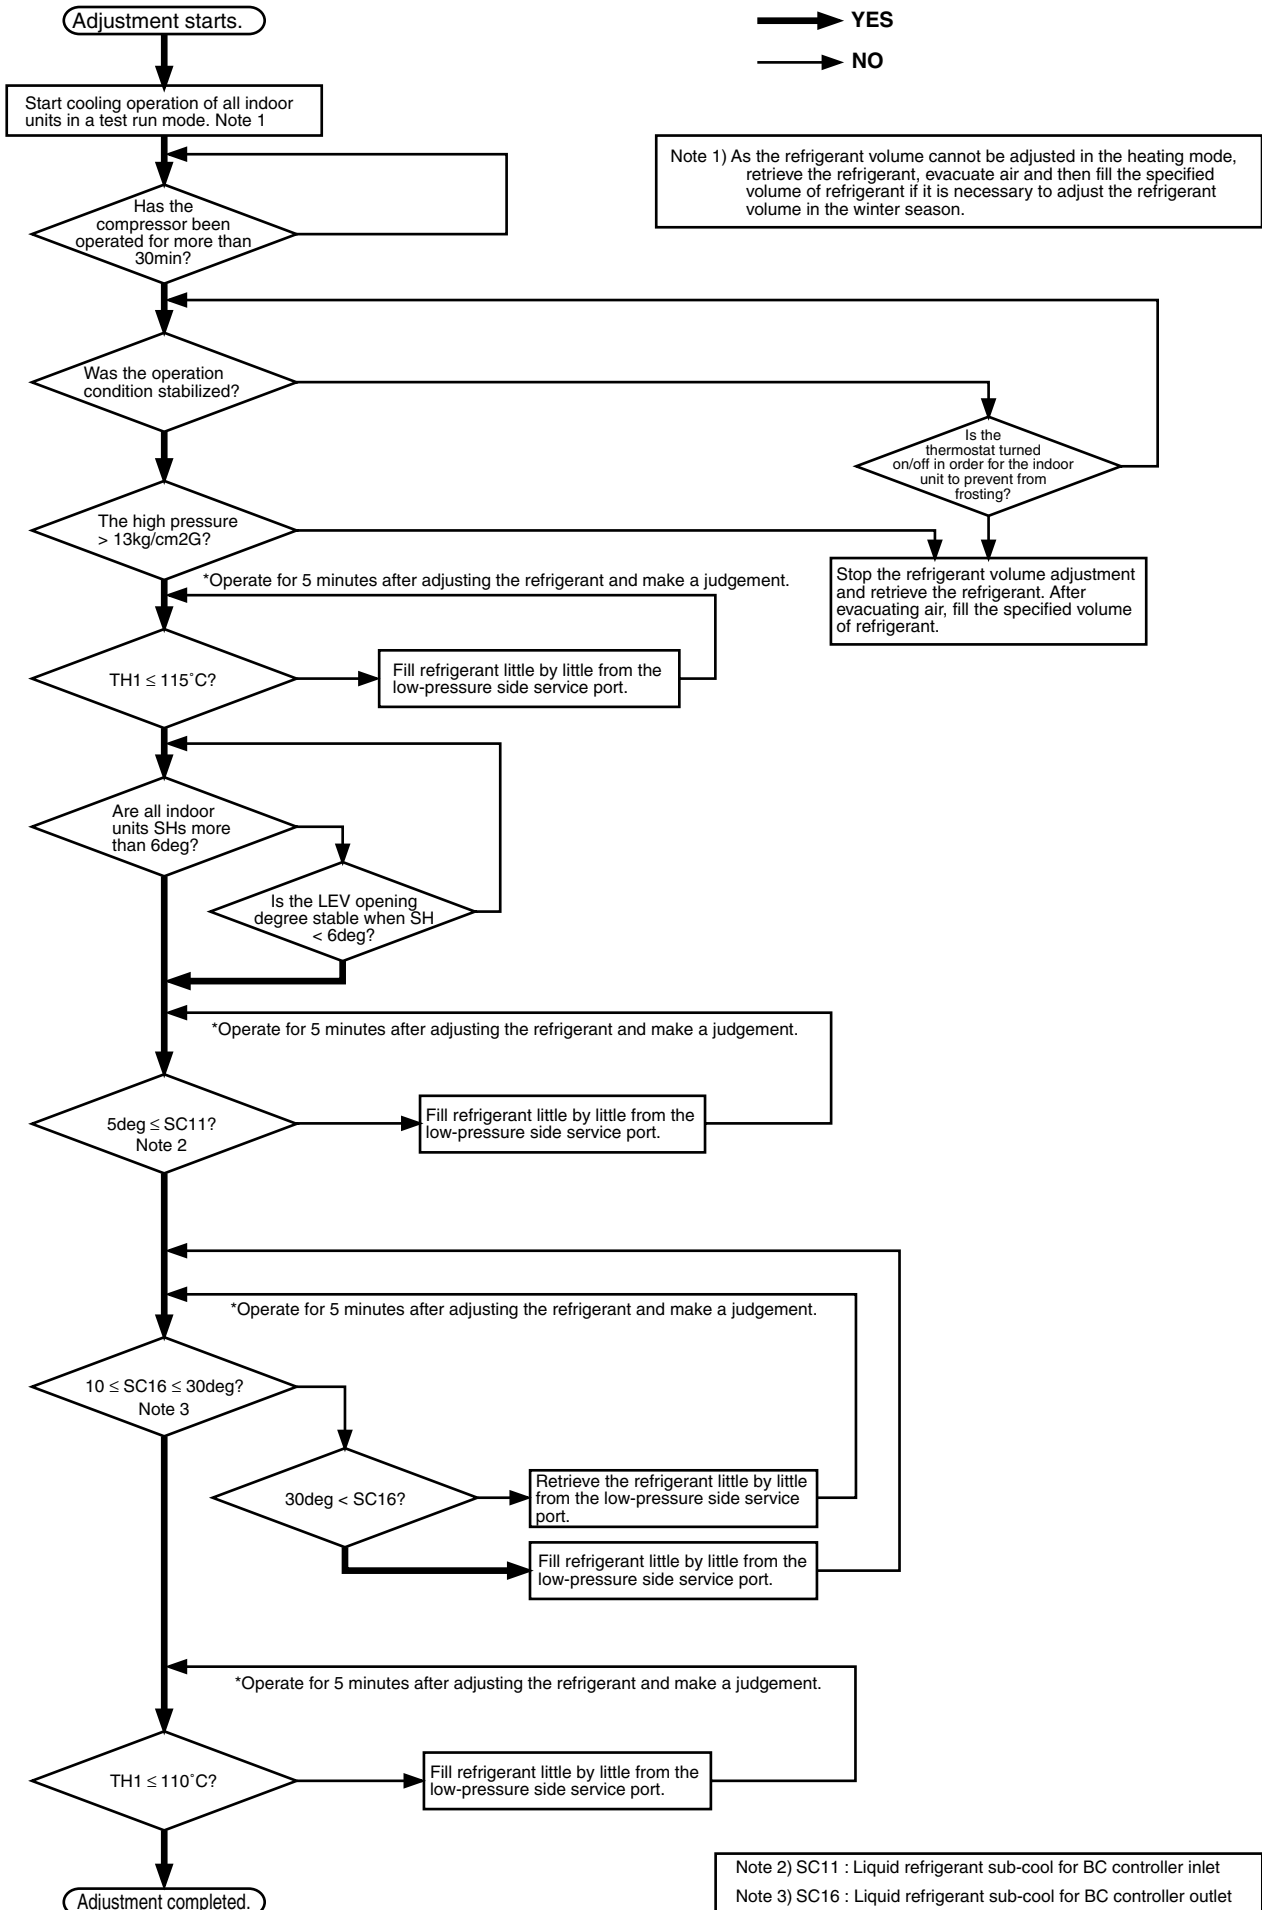 Adjustment starts.
YES
NO
Start cooling operation of all indoor
units in a test run mode. Note 1
Note 1) As the refrigerant volume cannot be adjusted in the heating mode,
retrieve the refrigerant, evacuate air and then fill the specified
volume of refrigerant if it is necessary to adjust the refrigerant
volume in the winter season.
Has the
compressor been
operated for more than
30min?
Was the operation
condition stabilized?
Is the
thermostat turned
on/off in order for the indoor
unit to prevent from
frosting?
The high pressure
> 13kg/cm2G?
Stop the refrigerant volume adjustment
and retrieve the refrigerant. After
evacuating air, fill the specified volume
of refrigerant.
*Operate for 5 minutes after adjusting the refrigerant and make a judgement.
TH1 ≤ 115˚C?
Fill refrigerant little by little from the
low-pressure side service port.
Are all indoor
units SHs more
than 6deg?
Is the LEV opening
degree stable when SH
< 6deg?
*Operate for 5 minutes after adjusting the refrigerant and make a judgement.
5deg ≤ SC11?
Note 2
Fill refrigerant little by little from the
low-pressure side service port.
*Operate for 5 minutes after adjusting the refrigerant and make a judgement.
10 ≤ SC16 ≤ 30deg?
Note 3
30deg < SC16?
Retrieve the refrigerant little by little
from the low-pressure side service
port.
Fill refrigerant little by little from the
low-pressure side service port.
*Operate for 5 minutes after adjusting the refrigerant and make a judgement.
TH1 ≤ 110˚C?
Fill refrigerant little by little from the
low-pressure side service port.
Adjustment completed.
Note 2) SC11 : Liquid refrigerant sub-cool for BC controller inlet
Note 3) SC16 : Liquid refrigerant sub-cool for BC controller outlet